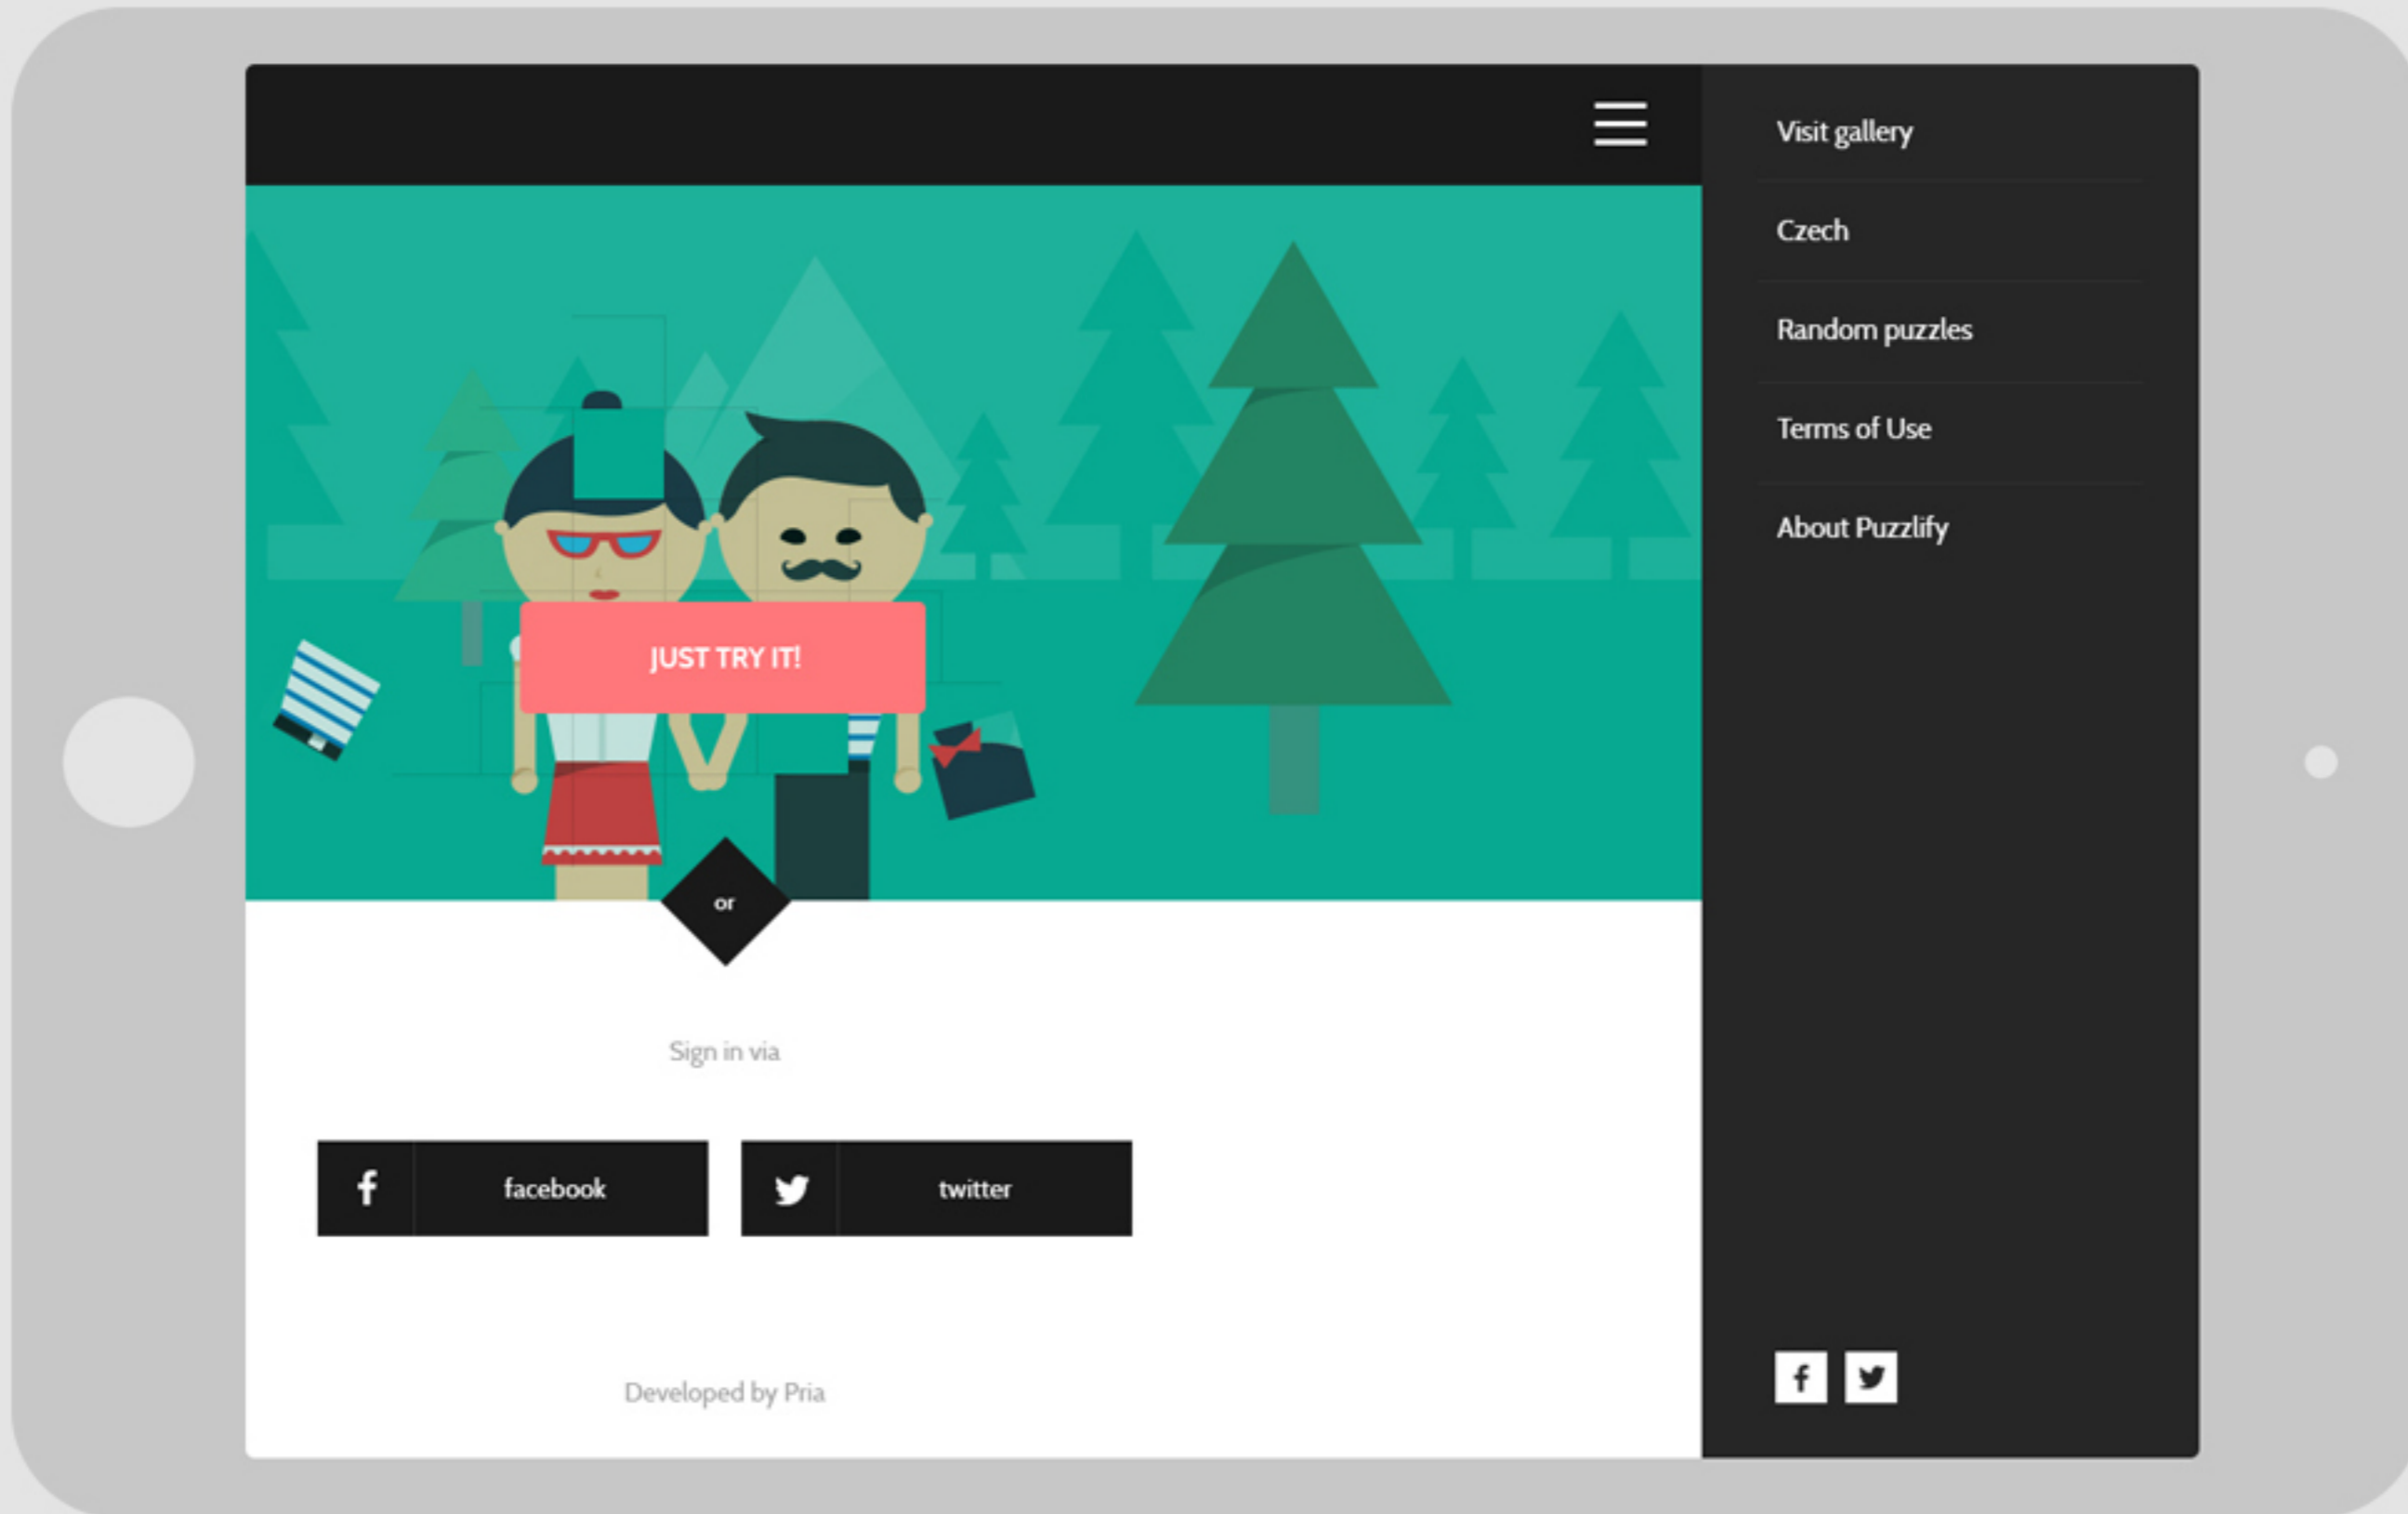 Visit gallery
Czech
Random puzzles
Terms of Use
About Puzzlify
JUST TRY IT!
or
Sign in via
facebook
twitter
Developed by Pria